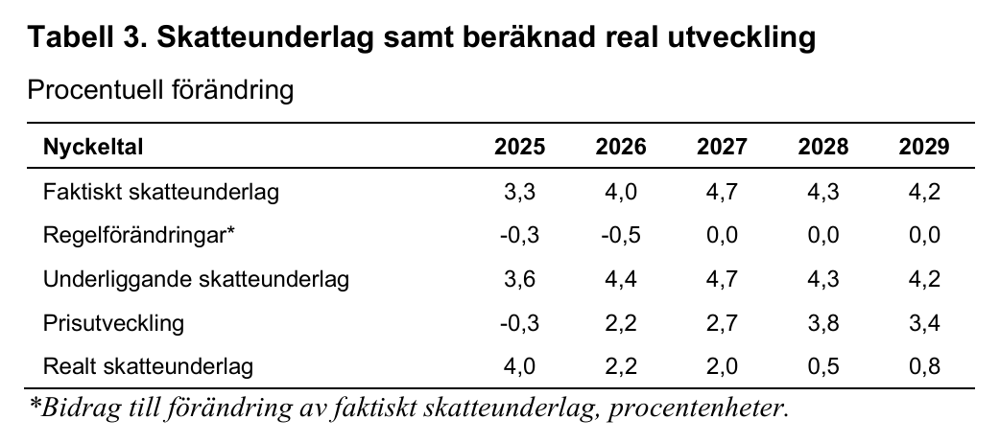 Tabell 3. Skatteunderlag samt beräknad real utveckling
Procentuell förändring
Nyckeltal 2025 2026 2027 2028 2029
Faktiskt skatteunderlag 3,3 4,0 4,7 4,3 4,2
Regelförändringar* -0,3 -0,5 0,0 0,0 0,0
Underliggande skatteunderlag 3,6 4,4 4,7 4,3 4,2
Prisutveckling -0,3 2,2 2,7 3,8 3,4
Realt skatteunderlag 4,0 2,2 2,0 0,5 0,8
*Bidrag till förändring av faktiskt skatteunderlag, procentenheter.